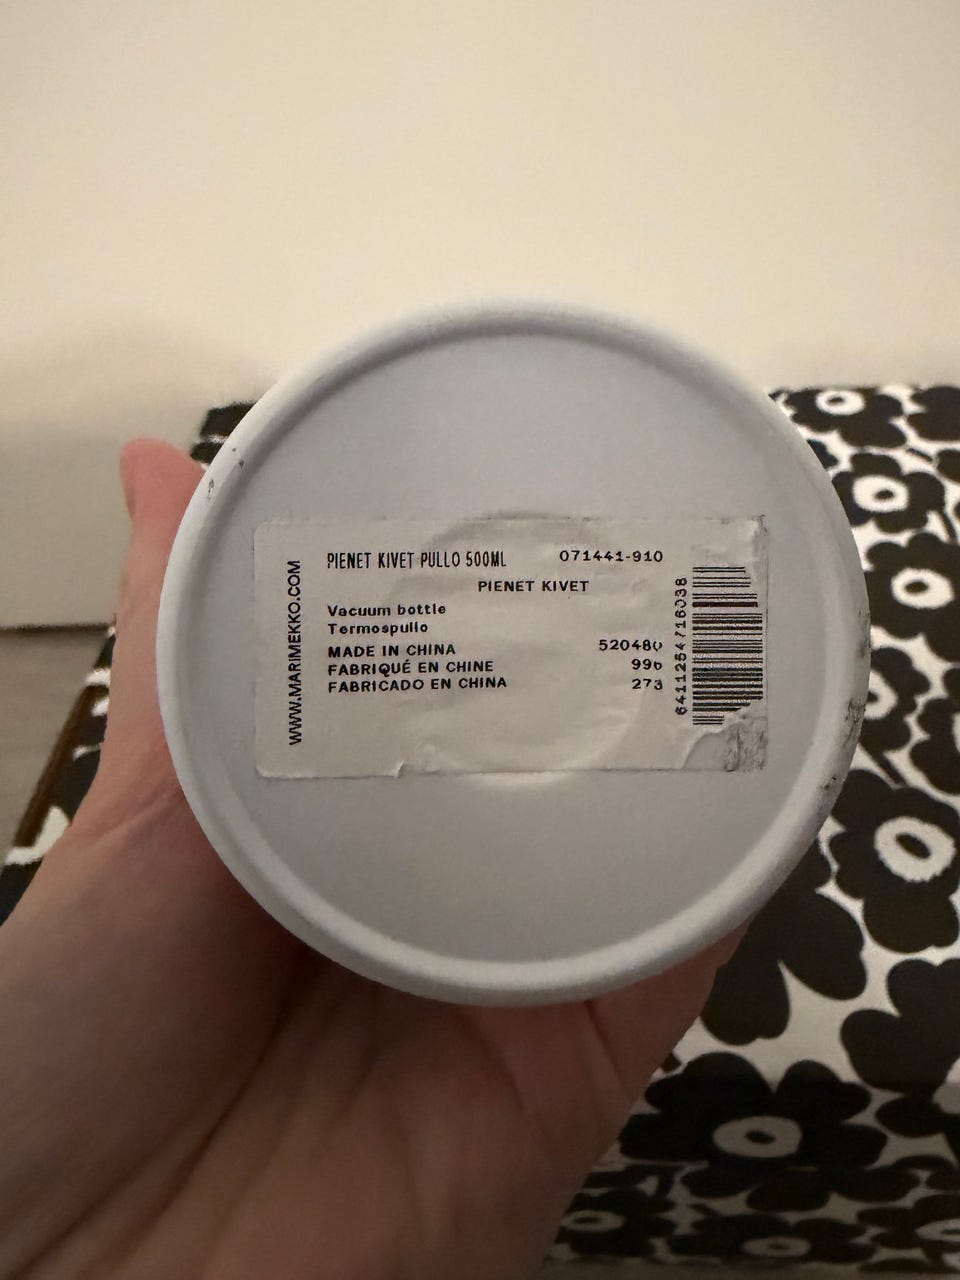 WWW.MARIMEKKO.COM
PIENET KIVET PULLO 500ML 071441-910
PIENET KIVET
Vacuum bottle
Termospullo
MADE IN CHINA
FABRIQUÉ EN CHINE
FABRICADO EN CHINA